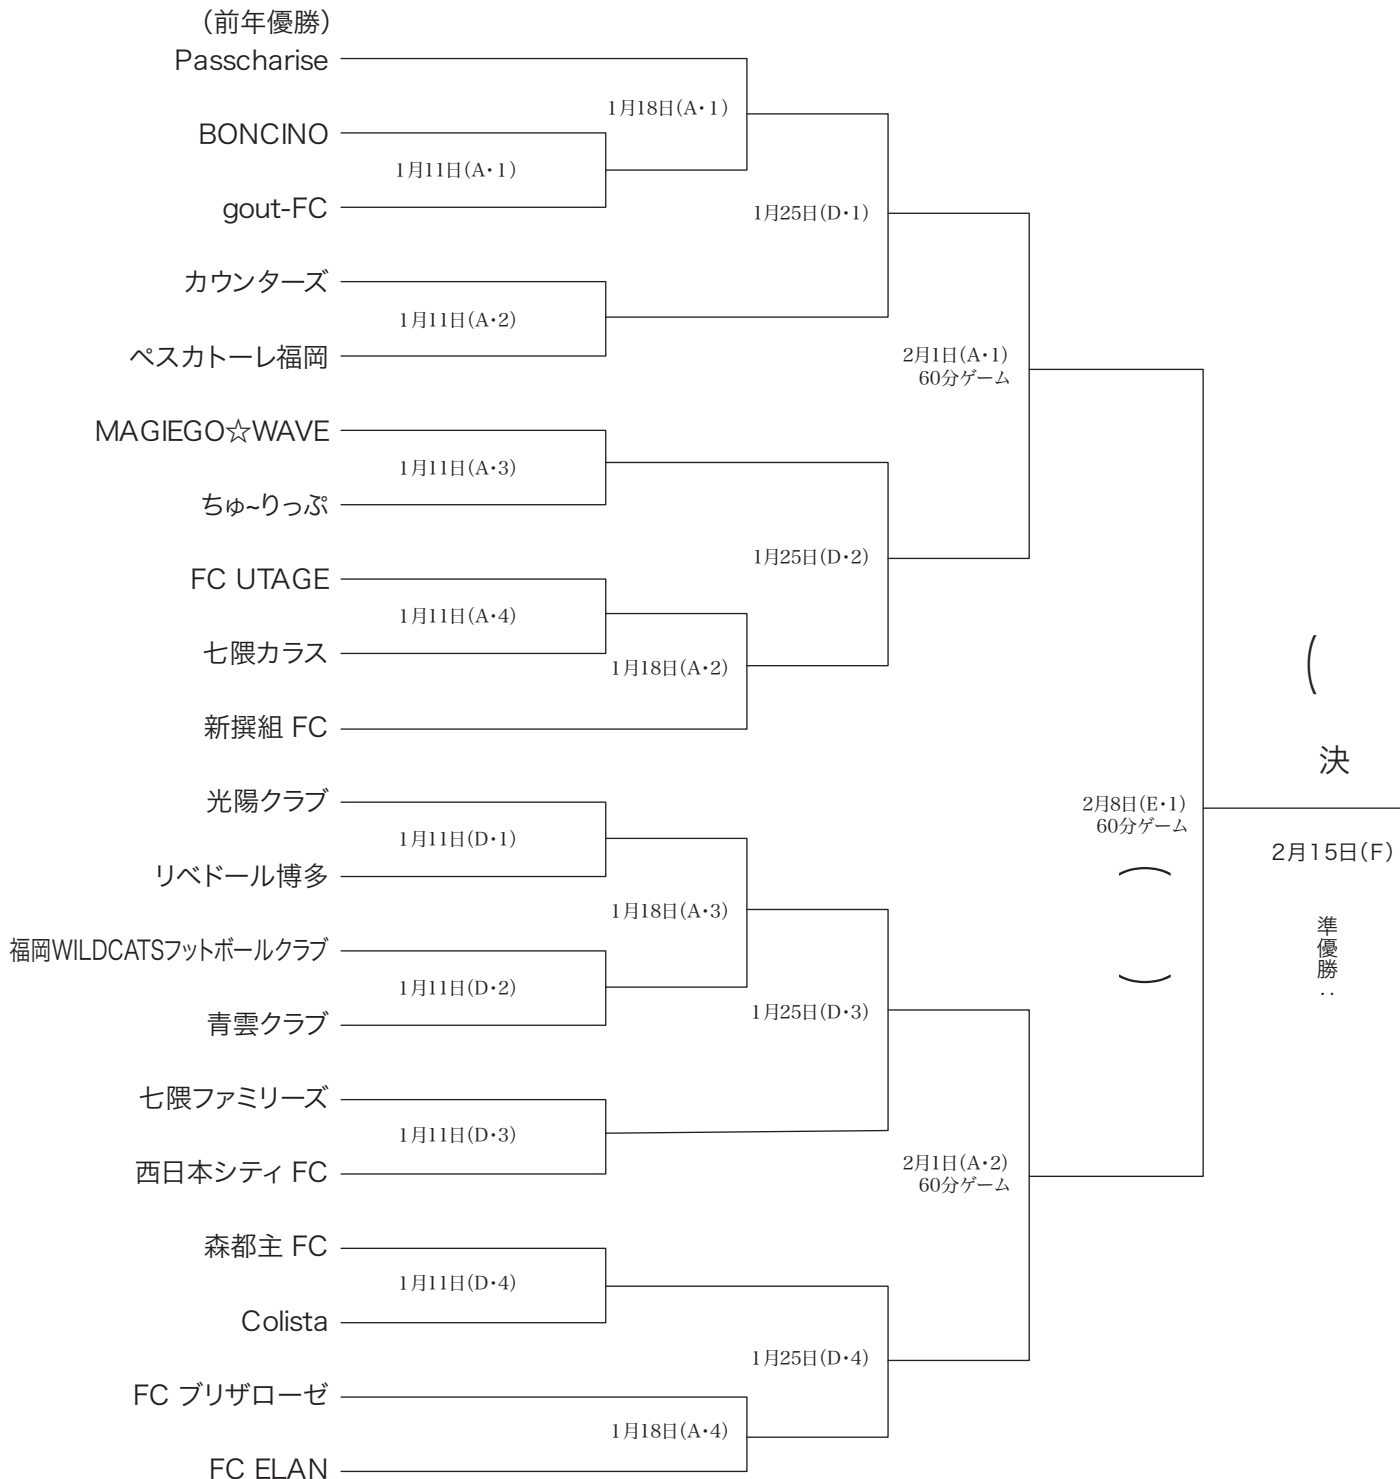 (前年優勝)
Passcharise
1月18日(A・1)
BONCINO
1月11日(A・1)
gout-FC
1月25日(D・1)
カウンターズ
1月11日(A・2)
ペスカトーレ福岡
2月1日(A・1)
60分ゲーム
MAGIEGO☆WAVE
1月11日(A・3)
ちゅ~りっぷ
1月25日(D・2)
FC UTAGE
1月11日(A・4)
七隈カラス
1月18日(A・2)
新撰組 FC
(
決
光陽クラブ
2月8日(E・1)
60分ゲーム
1月11日(D・1)
2月15日(F)
リベドール博多
( )
1月18日(A・3)
準優勝:
福岡WILDCATSフットボールクラブ
1月11日(D・2)
1月25日(D・3)
青雲クラブ
七隈ファミリーズ
1月11日(D・3)
西日本シティ FC
2月1日(A・2)
60分ゲーム
森都主 FC
1月11日(D・4)
Colista
1月25日(D・4)
FC ブリザローゼ
1月18日(A・4)
FC ELAN